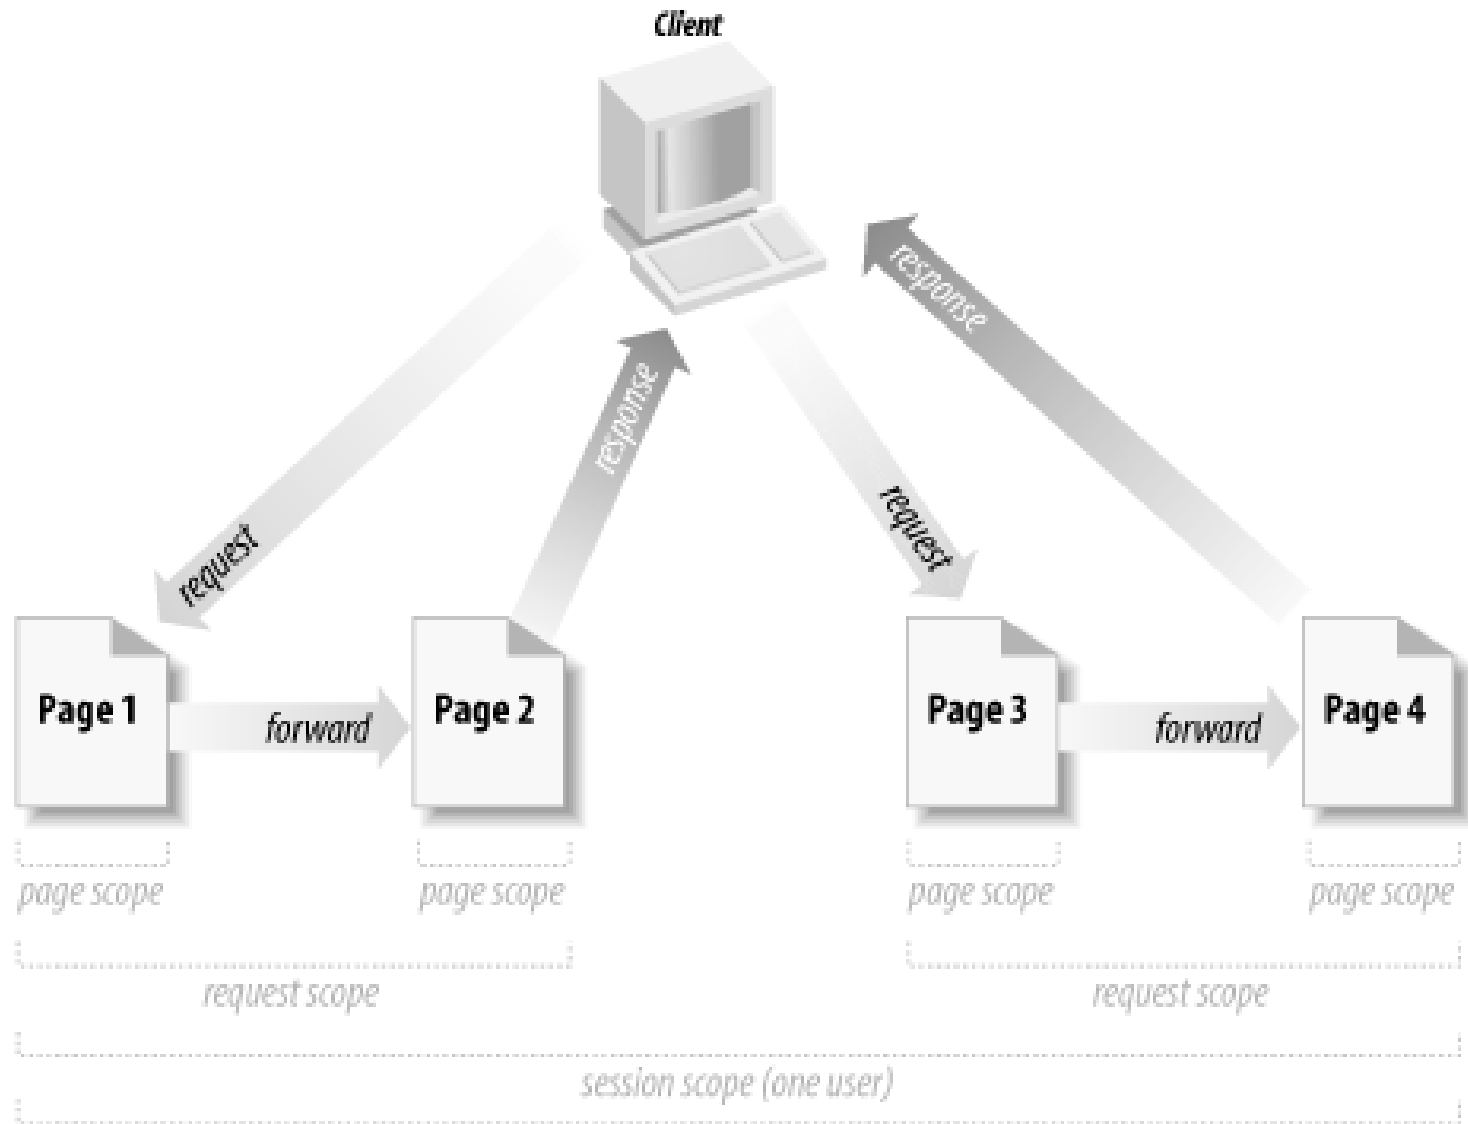 Client
response
response
request
request
Page 1
forward
Page 2
Page 3
forward
Page 4
page scope
page scope
page scope
page scope
request scope
request scope
session scope (one user)